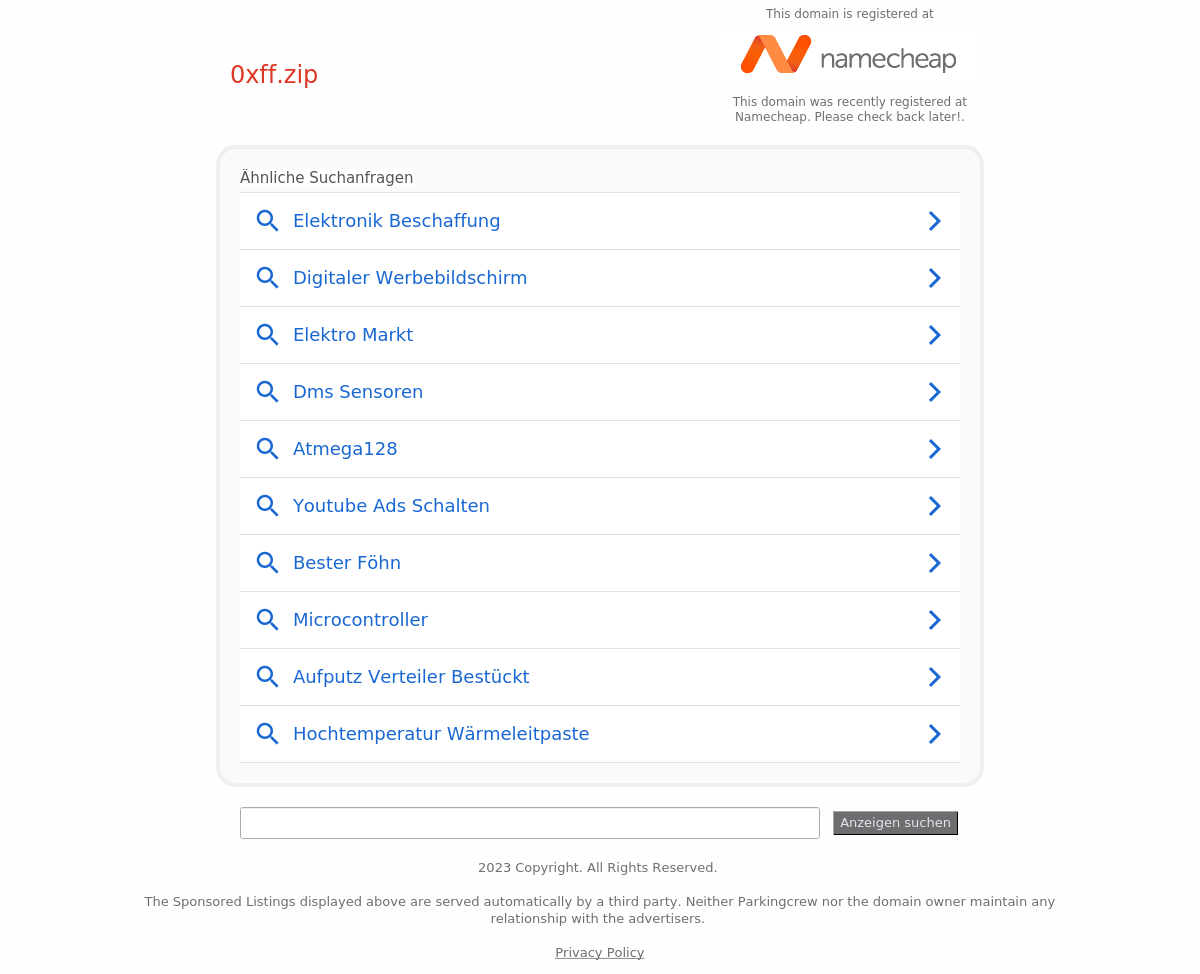 This domain is registered at
namecheap
0xff.zip
This domain was recently registered at
Namecheap. Please check back later!.
Ähnliche Suchanfragen
Elektronik Beschaffung
Digitaler Werbebildschirm
Elektro Markt
Dms Sensoren
Atmega128
Youtube Ads Schalten
Bester Föhn
Microcontroller
Aufputz Verteiler Bestückt
Hochtemperatur Wärmeleitpaste
Anzeigen suchen
2023 Copyright. All Rights Reserved.
The Sponsored Listings displayed above are served automatically by a third party. Neither Parkingcrew nor the domain owner maintain any
relationship with the advertisers.
Privacy Policy